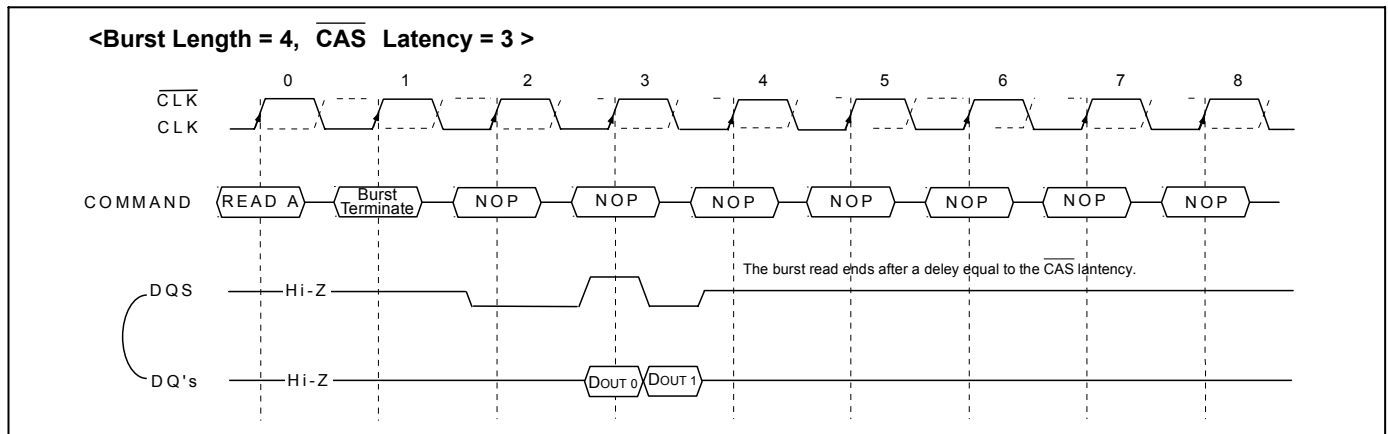 <Burst Length = 4, CAS Latency = 3 >
0 1 2 3 4 5 6 7 8
CLK
CLK
COMMAND READ A Burst Terminate NOP NOP NOP NOP NOP NOP NOP
The burst read ends after a deley equal to the CAS lantency.
DQS Hi-Z
DQ's Hi-Z DOUT 0 DOUT 1